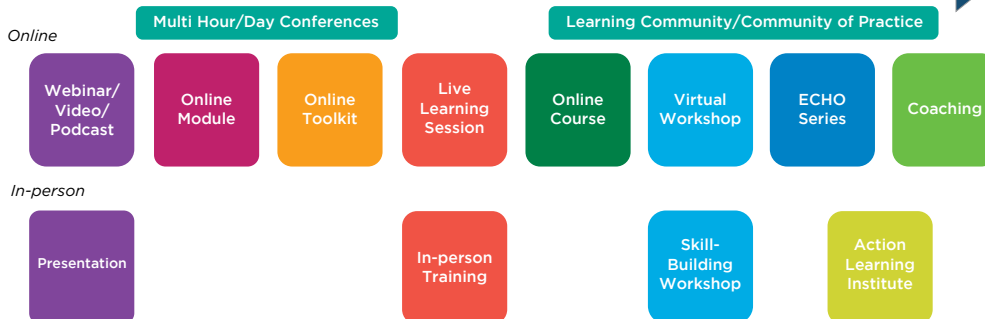 Multi Hour/Day Conferences
Learning Community/Community of Practice
Online
Webinar/
Video/
Podcast
Online
Module
Online
Toolkit
Live
Learning
Session
Online
Course
Virtual
Workshop
ECHO
Series
Coaching
In-person
Presentation
In-person
Training
Skill-
Building
Workshop
Action
Learning
Institute